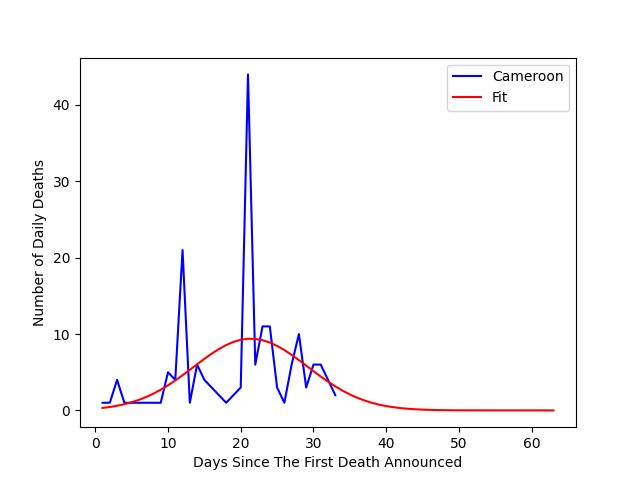 Cameroon
Fit
40
30
20
10
0
Number of Daily Deaths
0 10 20 30 40 50 60
Days Since The First Death Announced